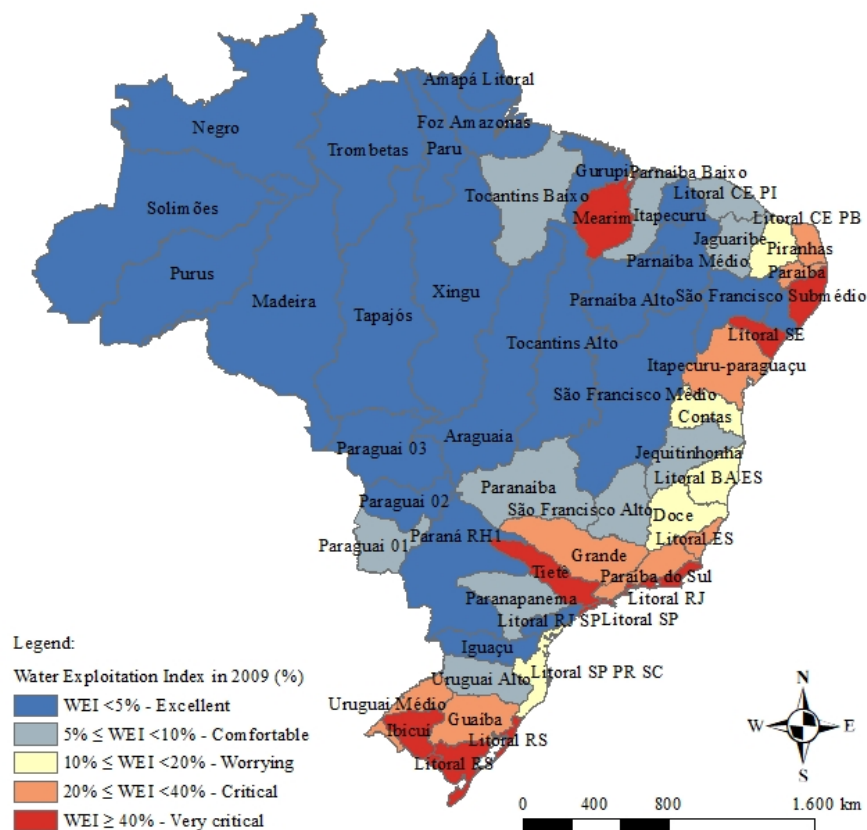 Amapá Litoral
Foz Amazonas
Negro
Trombetas
Paru
Gurupi
Parnaiba Baixo
Tocantins Baixo
Litoral CE PI
Solimões
Mearim
Itapecuru
Litoral CE PB
Jaguaribe
Piranhas
Parnaiba Médio
Purus
Paraiba
Madeira
Xingu
Parnaiba Alto
São Francisco Submédio
Tapajós
Litoral SE
Tocantins Alto
Itapecuru-paraguaçu
São Francisco Médio
Contas
Araguaia
Paraguai 03
Jequitinhonha
Litoral BA ES
Paranaíba
Paraguai 02
São Francisco Alto
Doce
Paraná RH1
Litoral ES
Paraguai 01
Grande
Tietê
Paraiba do Sul
Paranapanema
Litoral RJ
Litoral RJ SP
Litoral SP
Iguaçu
Litoral SP PR SC
Uruguai Alto
Uruguai Médio
Guaiba
Ibicui
Litoral RS
Litoral RS
Legend:
Water Exploitation Index in 2009 (%)
WEI <5% - Excellent
5% ≤ WEI <10% - Comfortable
10% ≤ WEI <20% - Worrying
20% ≤ WEI <40% - Critical
WEI ≥ 40% - Very critical
N
W E
S
0 400 800 1.600 km